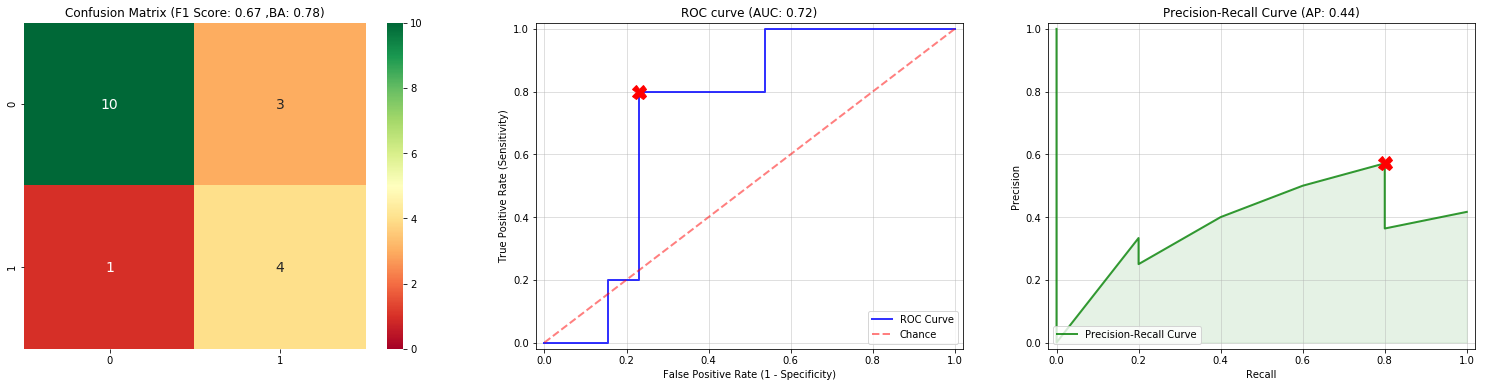 Confusion Matrix (F1 Score: 0.67 ,BA: 0.78)
0
1
10
3
1
4
0
1
10
8
6
4
2
0
ROC curve (AUC: 0.72)
True Positive Rate (Sensitivity)
1.0
0.8
0.6
0.4
0.2
0.0
ROC Curve
Chance
0.0 0.2 0.4 0.6 0.8 1.0
False Positive Rate (1 - Specificity)
Precision-Recall Curve (AP: 0.44)
Precision
1.0
0.8
0.6
0.4
0.2
0.0
Precision-Recall Curve
0.0 0.2 0.4 0.6 0.8 1.0
Recall